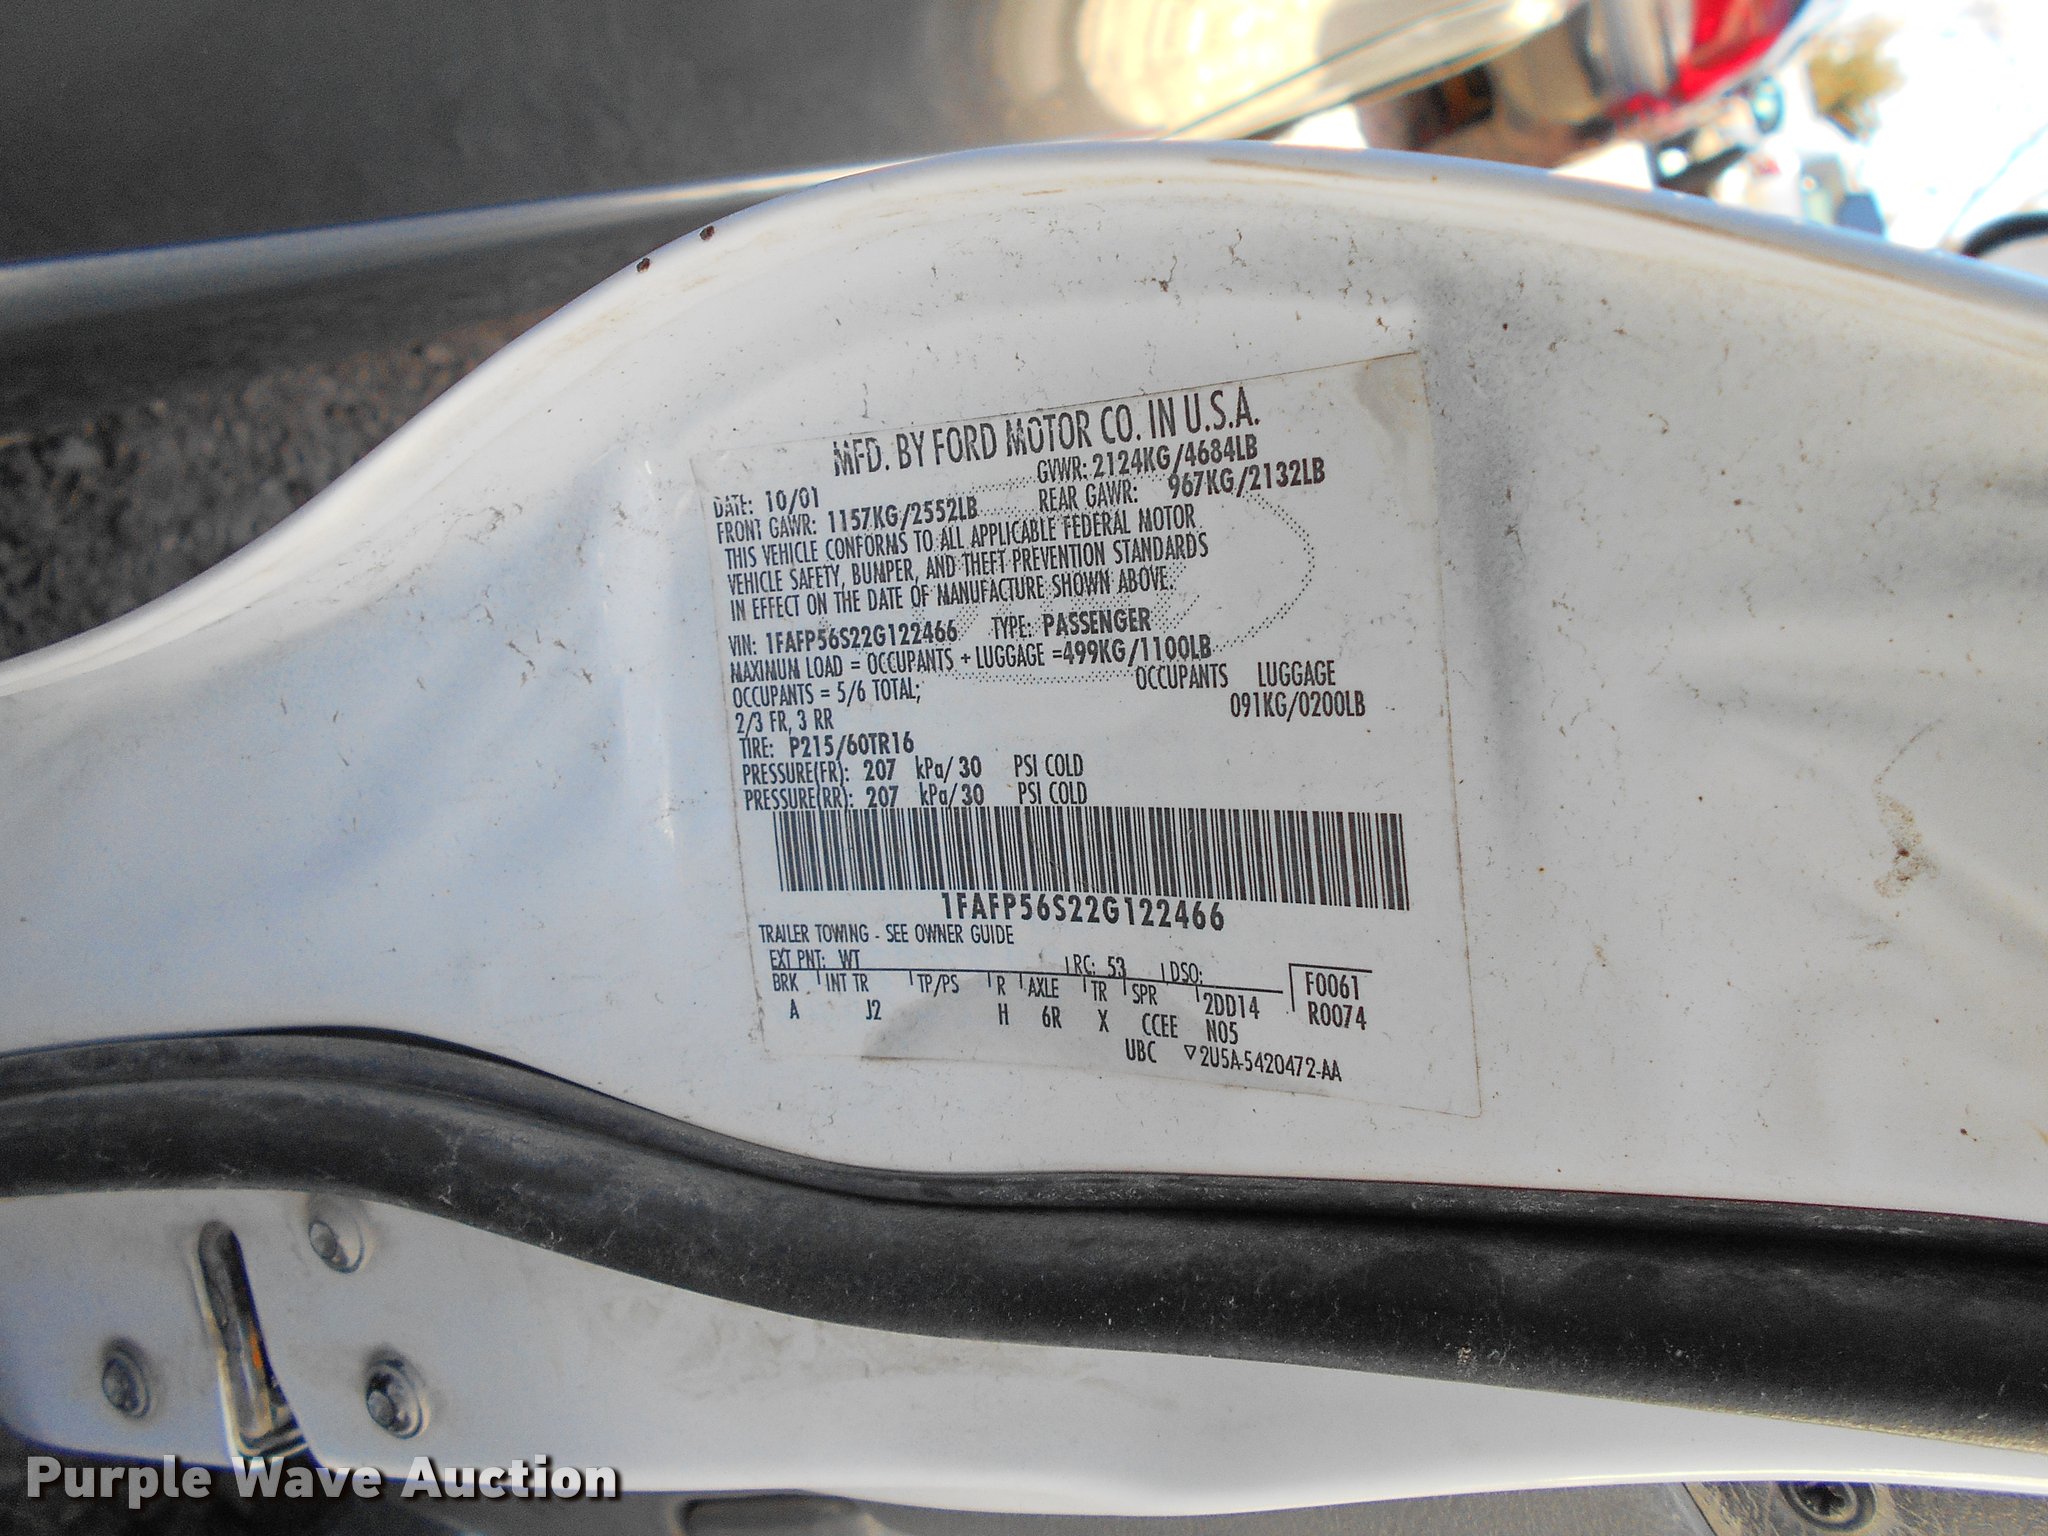 MFD. BY FORD MOTOR CO. IN U.S.A.
DATE: 10/01 GVWR: 2124KG/4684LB
FRONT GAWR: 1157KG/2552LB REAR GAWR: 967KG/2132LB
THIS VEHICLE CONFORMS TO ALL APPLICABLE FEDERAL MOTOR
VEHICLE SAFETY, BUMPER, AND THEFT PREVENTION STANDARDS
IN EFFECT ON THE DATE OF MANUFACTURE SHOWN ABOVE.
VIN: 1FAFP56S22G122466 TYPE: PASSENGER
MAXIMUM LOAD = OCCUPANTS + LUGGAGE =499KG/1100LB
OCCUPANTS = 5/6 TOTAL; OCCUPANTS LUGGAGE
2/3 FR, 3 RR 091KG/0200LB
TIRE: P215/60TR16
PRESSURE(FR): 207 kPa/30 PSI COLD
PRESSURE(RR): 207 kPa/30 PSI COLD
1FAFP56S22G122466
TRAILER TOWING - SEE OWNER GUIDE
EXT PNT: WT RC: 53 DSO: F0061
BRK INT TR TP/PS R AXLE TR SPR 2DD14 R0074
A J2 H 6R X CCEE N05
UBC ▽2U5A-5420472-AA
Purple Wave Auction